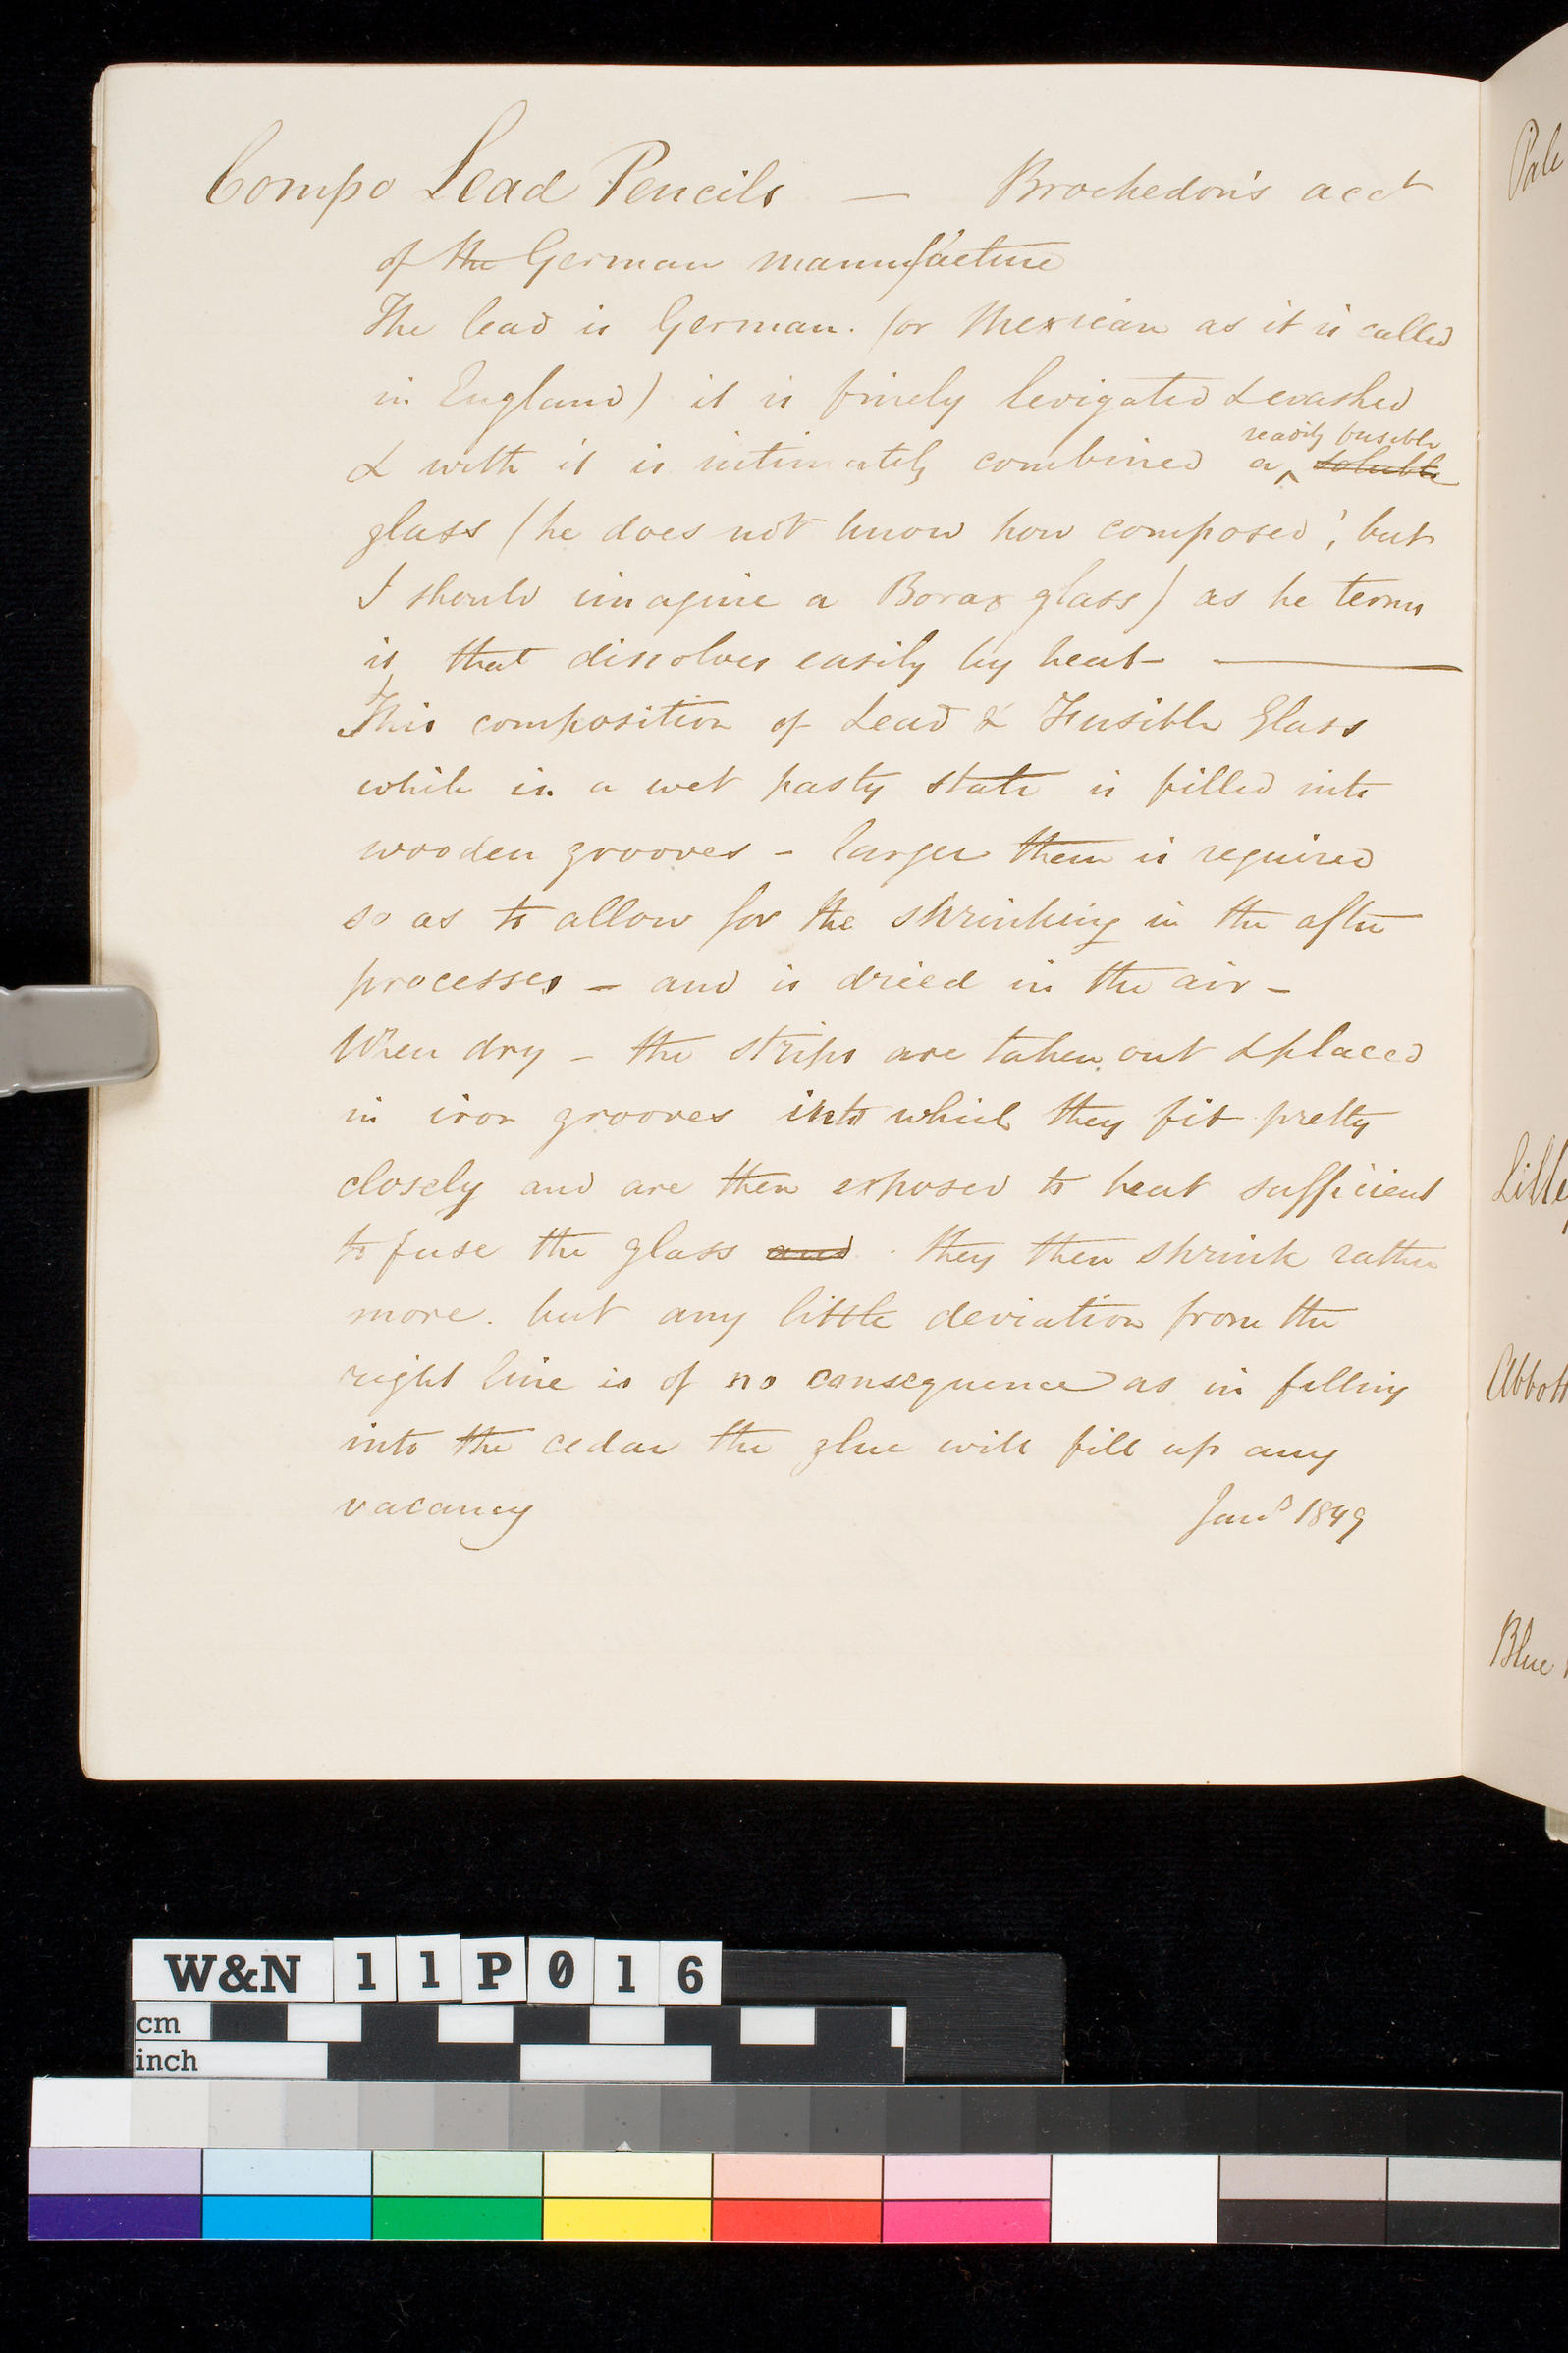 Compo Lead Pencils — Brockedon's acct
of the German manufacture
The lead is German. (or Mexican as it is called
in England) it is finely levigated & washed
& with it is intimately combined a readily fusible soluble
glass (he does not know how composed, but
I should imagine a Borax glass) as he terms
it, that dissolves easily by heat —
This composition of Lead & Fusible Glass
while in a wet pasty state is filled into
wooden grooves - larger than is required
so as to allow for the shrinking in the after
processes - and is dried in the air -
When dry - the strips are taken out & placed
in iron grooves into which they fit pretty
closely and are then exposed to heat sufficient
to fuse the glass and . they then shrink rather
more. but any little deviation from the
right line is of no consequence as in filling
into the cedar the glue will fill up any
vacancy
Jany 1849
Pale
Lille
Abbott
Blue
W&N 11P016
cm
inch